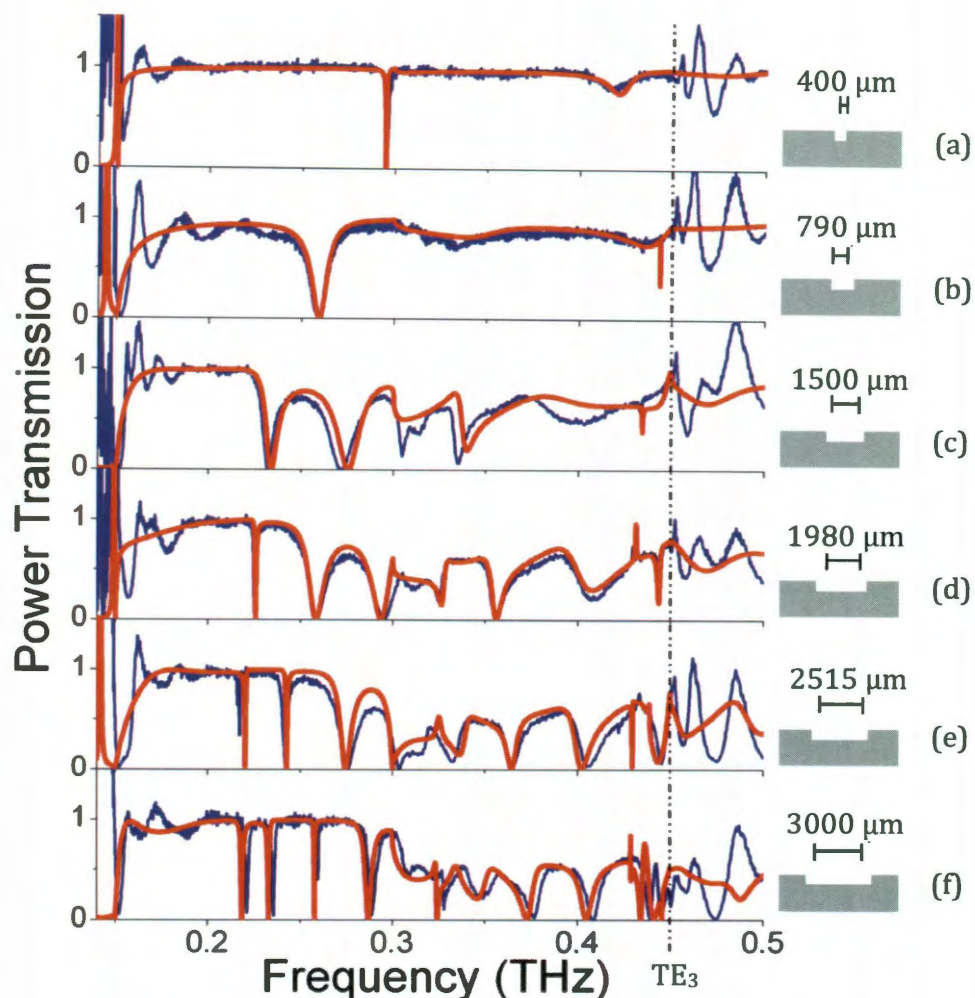 Power Transmission
1
0
400 μm
(a)
1
0
790 μm
(b)
1
0
1500 μm
(c)
1
0
1980 μm
(d)
1
0
2515 μm
(e)
1
0
3000 μm
(f)
0.2
0.3
0.4
0.5
Frequency (THz)
TE₃